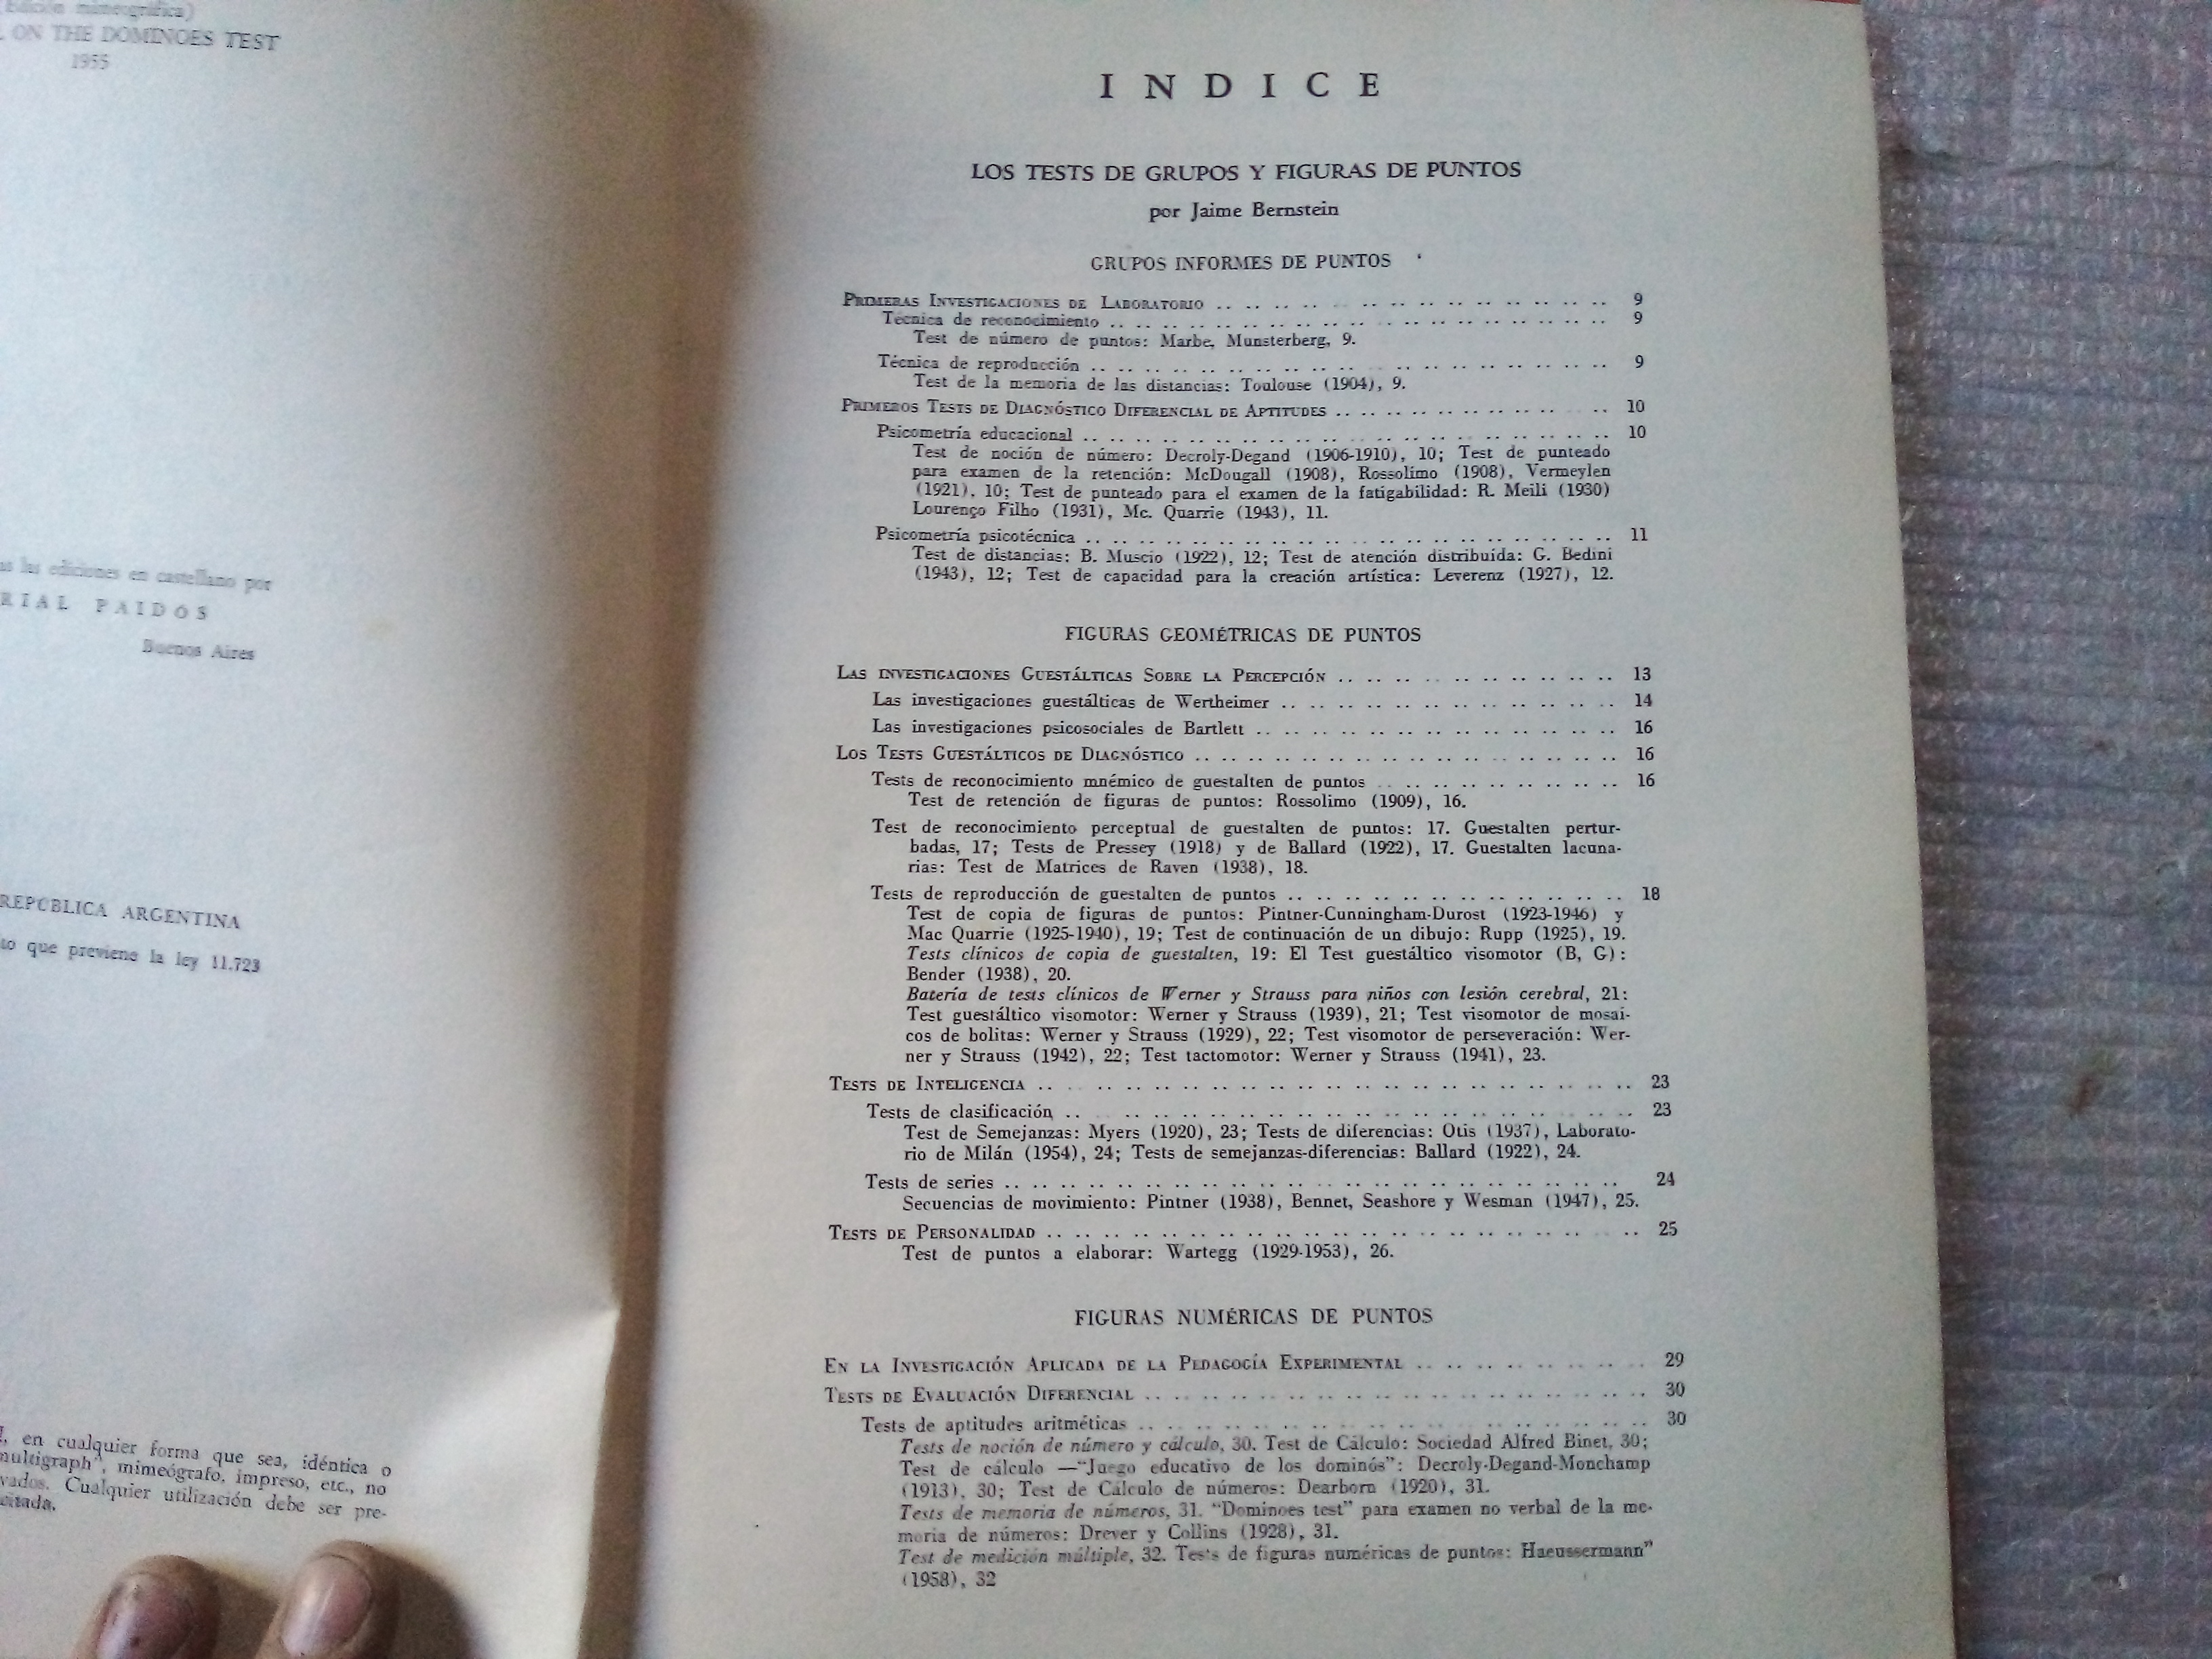 (Edición mimeográfica)
ON THE DOMINOES TEST
1955
las ediciones en castellano por
RIAL PAIDOS
Buenos Aires
REPÚBLICA ARGENTINA
que previene la ley 11.723
en cualquier forma que sea, idéntica o
multigraph", mimeógrafo, impreso, etc., no
vados. Cualquier utilización debe ser pre-
citada.
INDICE
LOS TESTS DE GRUPOS Y FIGURAS DE PUNTOS
por Jaime Bernstein
GRUPOS INFORMES DE PUNTOS
PRIMERAS INVESTIGACIONES DE LABORATORIO 9
Técnica de reconocimiento 9
Test de número de puntos: Marbe, Munsterberg, 9.
Técnica de reproducción 9
Test de la memoria de las distancias: Toulouse (1904), 9.
PRIMEROS TESTS DE DIAGNÓSTICO DIFERENCIAL DE APTITUDES 10
Psicometría educacional 10
Test de noción de número: Decroly-Degand (1906-1910), 10; Test de punteado
para examen de la retención: McDougall (1908), Rossolimo (1908), Vermeylen
(1921), 10; Test de punteado para el examen de la fatigabilidad: R. Meili (1930)
Lourenço Filho (1931), Mc. Quarrie (1943), 11.
Psicometría psicotécnica 11
Test de distancias: B. Muscio (1922), 12; Test de atención distribuída: G. Bedini
(1943), 12; Test de capacidad para la creación artística: Leverenz (1927), 12.
FIGURAS GEOMÉTRICAS DE PUNTOS
LAS INVESTIGACIONES GUESTÁLTICAS SOBRE LA PERCEPCIÓN 13
Las investigaciones guestálticas de Wertheimer 14
Las investigaciones psicosociales de Bartlett 16
LOS TESTS GUESTÁLTICOS DE DIAGNÓSTICO 16
Tests de reconocimiento mnémico de guestalten de puntos 16
Test de retención de figuras de puntos: Rossolimo (1909), 16.
Test de reconocimiento perceptual de guestalten de puntos: 17. Guestalten pertur-
badas, 17; Tests de Pressey (1918) y de Ballard (1922), 17. Guestalten lacuna-
rias: Test de Matrices de Raven (1938), 18.
Tests de reproducción de guestalten de puntos 18
Test de copia de figuras de puntos: Pintner-Cunningham-Durost (1923-1946) y
Mac Quarrie (1925-1940), 19; Test de continuación de un dibujo: Rupp (1925), 19.
Tests clínicos de copia de guestalten, 19: El Test guestáltico visomotor (B, G):
Bender (1938), 20.
Batería de tests clínicos de Werner y Strauss para niños con lesión cerebral, 21:
Test guestáltico visomotor: Werner y Strauss (1939), 21; Test visomotor de mosai-
cos de bolitas: Werner y Strauss (1929), 22; Test visomotor de perseveración: Wer-
ner y Strauss (1942), 22; Test tactomotor: Werner y Strauss (1941), 23.
TESTS DE INTELIGENCIA 23
Tests de clasificación 23
Test de Semejanzas: Myers (1920), 23; Tests de diferencias: Otis (1937), Laborato-
rio de Milán (1954), 24; Tests de semejanzas-diferencias: Ballard (1922), 24.
Tests de series 24
Secuencias de movimiento: Pintner (1938), Bennet, Seashore y Wesman (1947), 25.
TESTS DE PERSONALIDAD 25
Test de puntos a elaborar: Wartegg (1929-1953), 26.
FIGURAS NUMÉRICAS DE PUNTOS
EN LA INVESTIGACIÓN APLICADA DE LA PEDAGOGÍA EXPERIMENTAL 29
TESTS DE EVALUACIÓN DIFERENCIAL 30
Tests de aptitudes aritméticas 30
Tests de noción de número y cálculo, 30. Test de Cálculo: Sociedad Alfred Binet, 30;
Test de cálculo —"Juego educativo de los dominós": Decroly-Degand-Monchamp
(1913), 30; Test de Cálculo de números: Dearborn (1920), 31.
Tests de memoria de números, 31. "Dominoes test" para examen no verbal de la me-
moria de números: Drever y Collins (1928), 31.
Test de medición múltiple, 32. Tests de figuras numéricas de puntos: Haeussermann"
(1958), 32